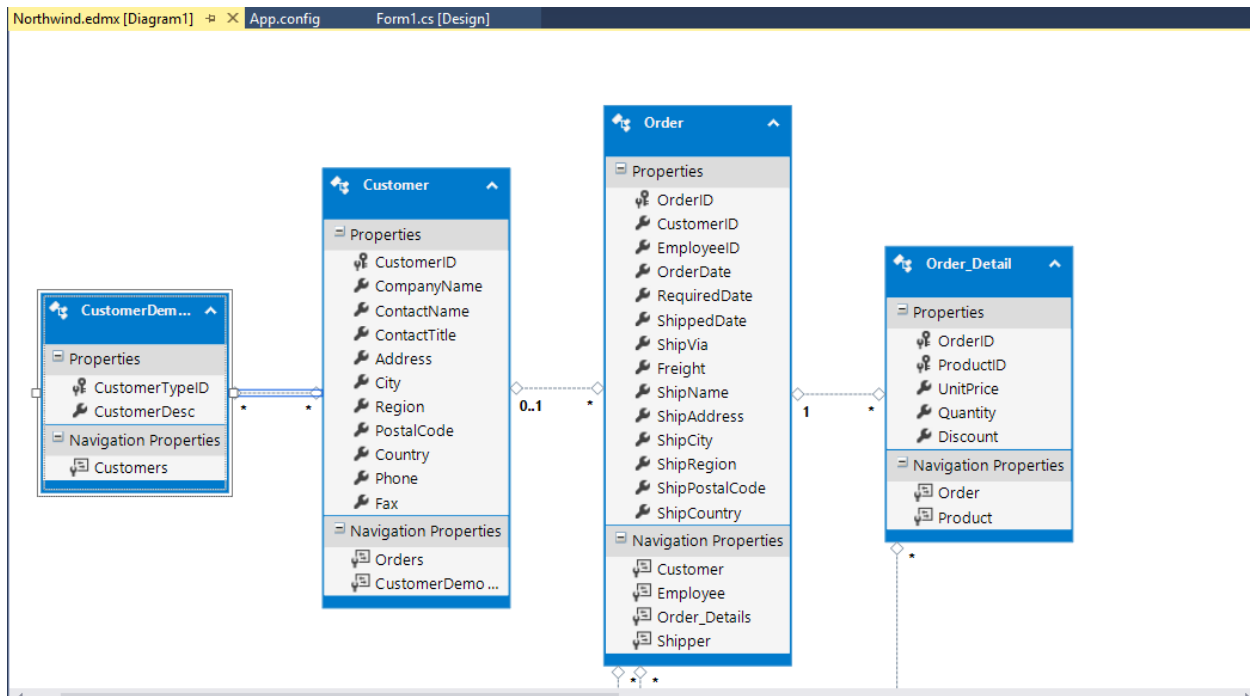 Northwind.edmx [Diagram1]
App.config
Form1.cs [Design]
CustomerDem...
Properties
CustomerTypeID
CustomerDesc
Navigation Properties
Customers
*
*
Customer
Properties
CustomerID
CompanyName
ContactName
ContactTitle
Address
City
Region
PostalCode
Country
Phone
Fax
Navigation Properties
Orders
CustomerDemo...
0..1
*
Order
Properties
OrderID
CustomerID
EmployeeID
OrderDate
RequiredDate
ShippedDate
ShipVia
Freight
ShipName
ShipAddress
ShipCity
ShipRegion
ShipPostalCode
ShipCountry
Navigation Properties
Customer
Employee
Order_Details
Shipper
*
*
1
*
Order_Detail
Properties
OrderID
ProductID
UnitPrice
Quantity
Discount
Navigation Properties
Order
Product
*